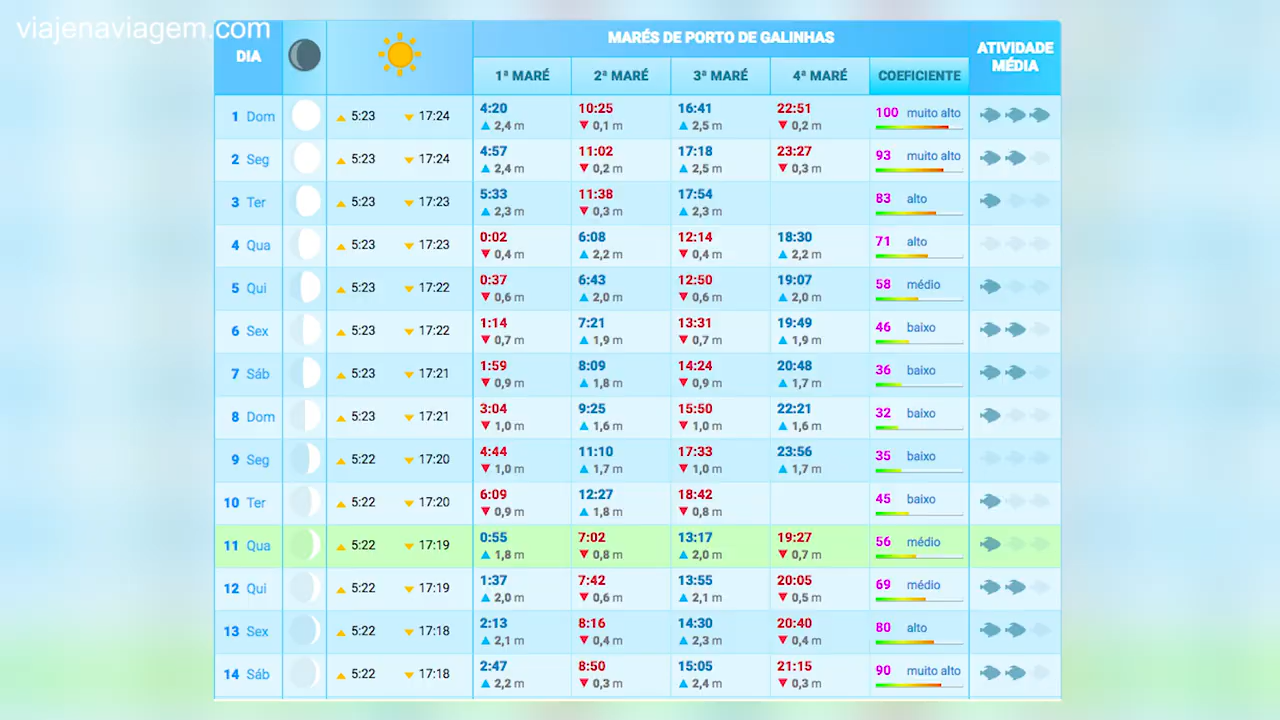 viajenaviagem.com
DIA MARÉS DE PORTO DE GALINHAS ATIVIDADE MÉDIA
1ª MARÉ 2ª MARÉ 3ª MARÉ 4ª MARÉ COEFICIENTE
1 Dom 5:23 17:24 4:20 10:25 16:41 22:51 100 muito alto
2,4 m 0,1 m 2,5 m 0,2 m
2 Seg 5:23 17:24 4:57 11:02 17:18 23:27 93 muito alto
2,4 m 0,2 m 2,5 m 0,3 m
3 Ter 5:23 17:23 5:33 11:38 17:54 83 alto
2,3 m 0,3 m 2,3 m
4 Qua 5:23 17:23 0:02 6:08 12:14 18:30 71 alto
0,4 m 2,2 m 0,4 m 2,2 m
5 Qui 5:23 17:22 0:37 6:43 12:50 19:07 58 médio
0,6 m 2,0 m 0,6 m 2,0 m
6 Sex 5:23 17:22 1:14 7:21 13:31 19:49 46 baixo
0,7 m 1,9 m 0,7 m 1,9 m
7 Sáb 5:23 17:21 1:59 8:09 14:24 20:48 36 baixo
0,9 m 1,8 m 0,9 m 1,7 m
8 Dom 5:23 17:21 3:04 9:25 15:50 22:21 32 baixo
1,0 m 1,6 m 1,0 m 1,6 m
9 Seg 5:22 17:20 4:44 11:10 17:33 23:56 35 baixo
1,0 m 1,7 m 1,0 m 1,7 m
10 Ter 5:22 17:20 6:09 12:27 18:42 45 baixo
0,9 m 1,8 m 0,8 m
11 Qua 5:22 17:19 0:55 7:02 13:17 19:27 56 médio
1,8 m 0,8 m 2,0 m 0,7 m
12 Qui 5:22 17:19 1:37 7:42 13:55 20:05 69 médio
2,0 m 0,6 m 2,1 m 0,5 m
13 Sex 5:22 17:18 2:13 8:16 14:30 20:40 80 alto
2,1 m 0,4 m 2,3 m 0,4 m
14 Sáb 5:22 17:18 2:47 8:50 15:05 21:15 90 muito alto
2,2 m 0,3 m 2,4 m 0,3 m